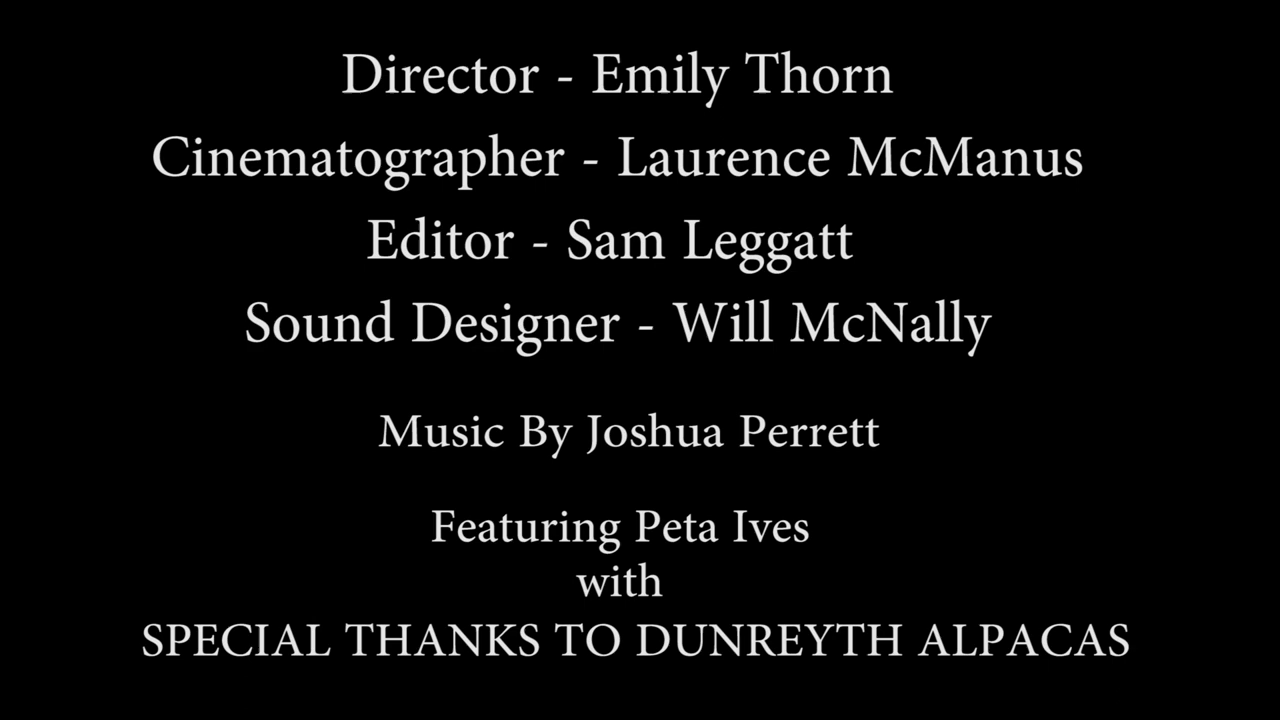 Director - Emily Thorn
Cinematographer - Laurence McManus
Editor - Sam Leggatt
Sound Designer - Will McNally
Music By Joshua Perrett
Featuring Peta Ives
with
SPECIAL THANKS TO DUNREYTH ALPACAS